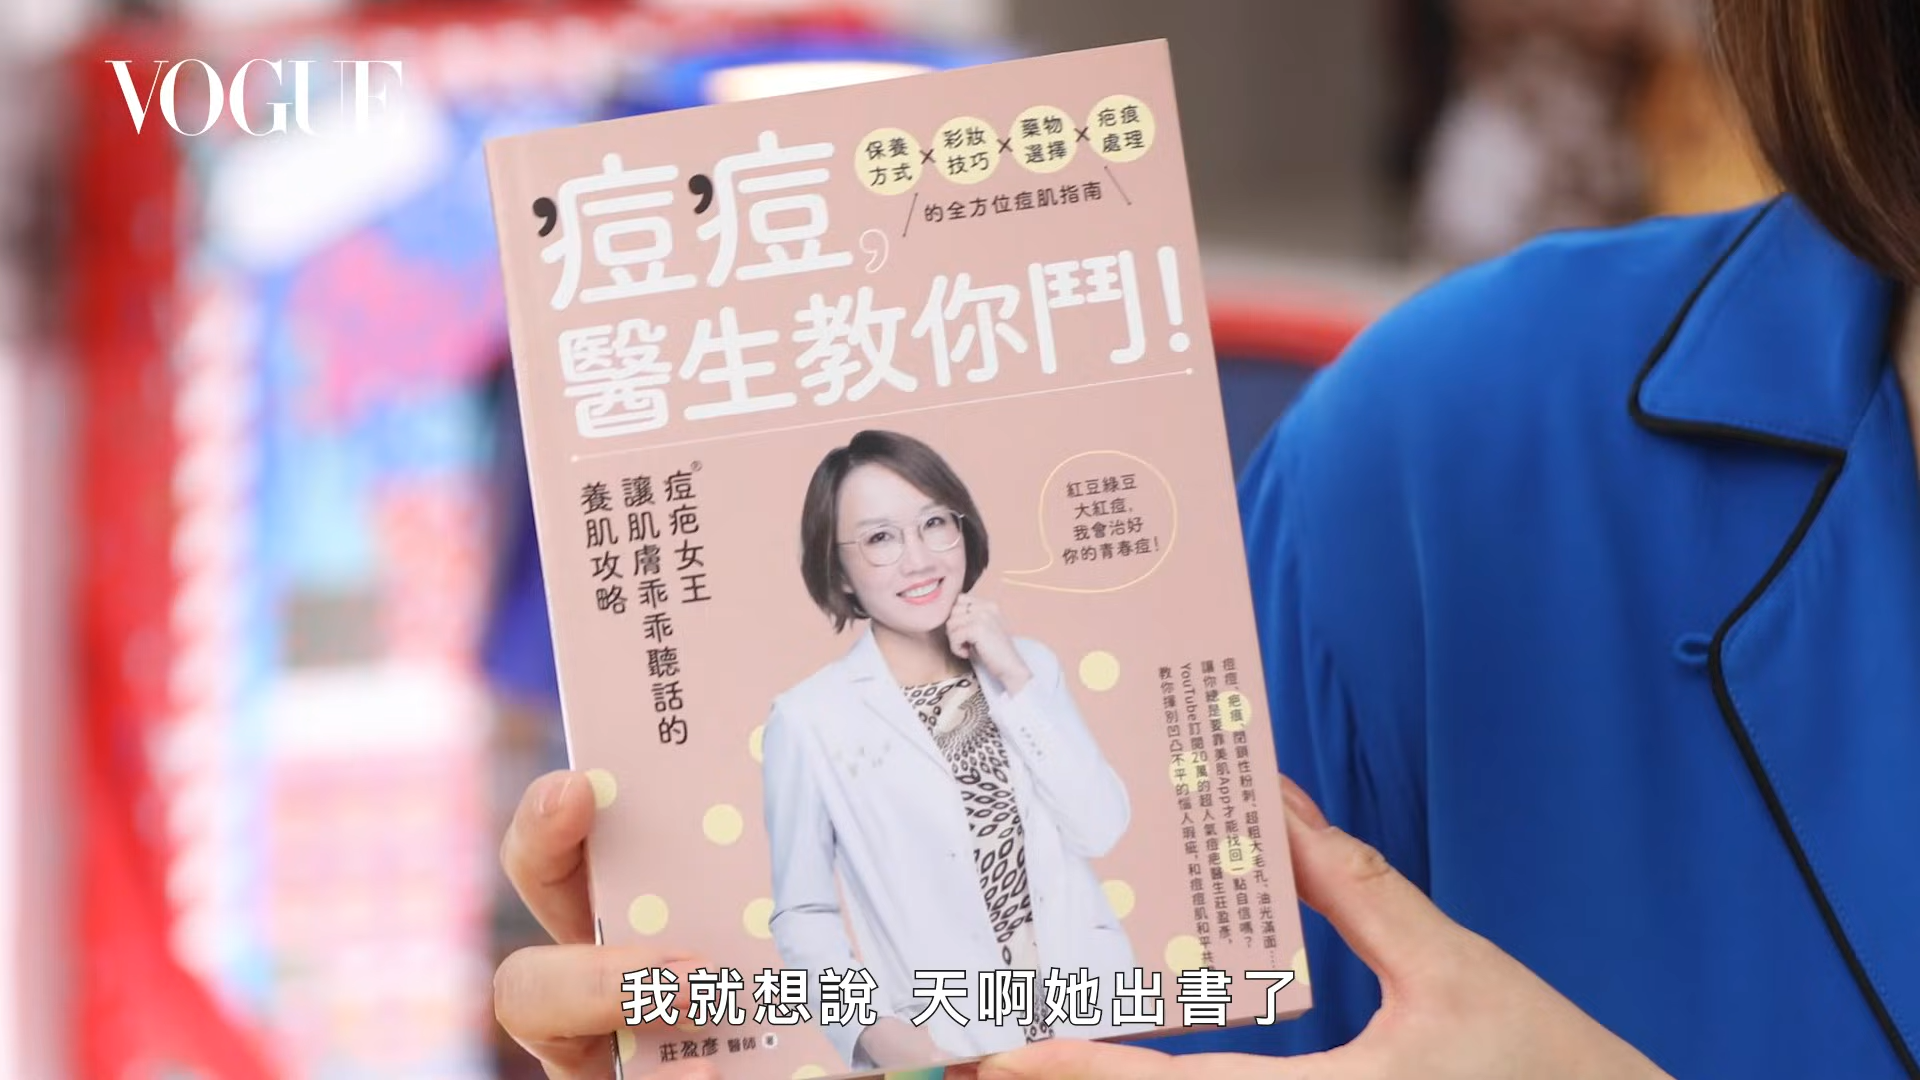 VOGUE
保養
方式
×
彩妝
技巧
×
藥物
選擇
×
疤痕
處理
的全方位痘肌指南
痘痘,
醫生教你鬥!
痘疤女王®
讓肌膚乖乖聽話的
養肌攻略
紅豆綠豆
大紅痘,
我會治好
你的青春痘!
痘痘、疤痕、閉鎖性粉刺、超粗大毛孔、油光滿面……
讓你總是要靠美肌App才能找回一點自信嗎?
YouTube訂閱20萬的超人氣痘疤醫生莊盈彥,
教你揮別凹凸不平的惱人瑕疵,和痘痘肌和平共
我就想說 天啊她出書了
莊盈彥 醫師 著